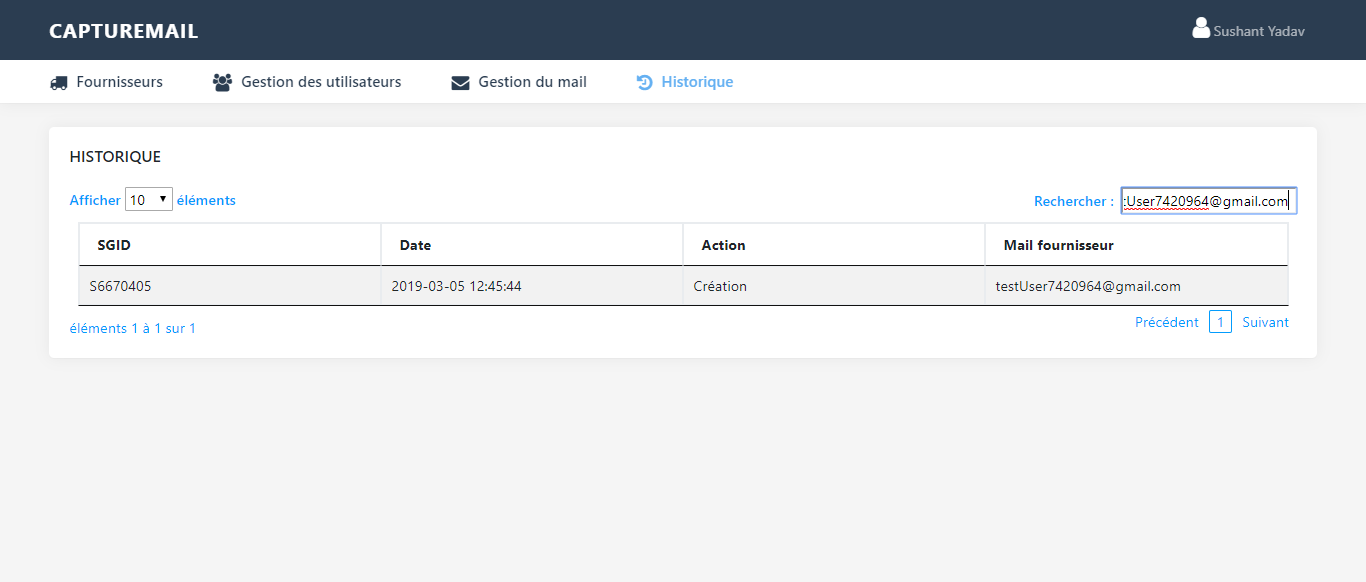 CAPTUREMAIL
Sushant Yadav
Fournisseurs Gestion des utilisateurs Gestion du mail Historique
HISTORIQUE
Afficher 10 éléments Rechercher : :User7420964@gmail.com
SGID Date Action Mail fournisseur
S6670405 2019-03-05 12:45:44 Création testUser7420964@gmail.com
éléments 1 à 1 sur 1
Précédent 1 Suivant